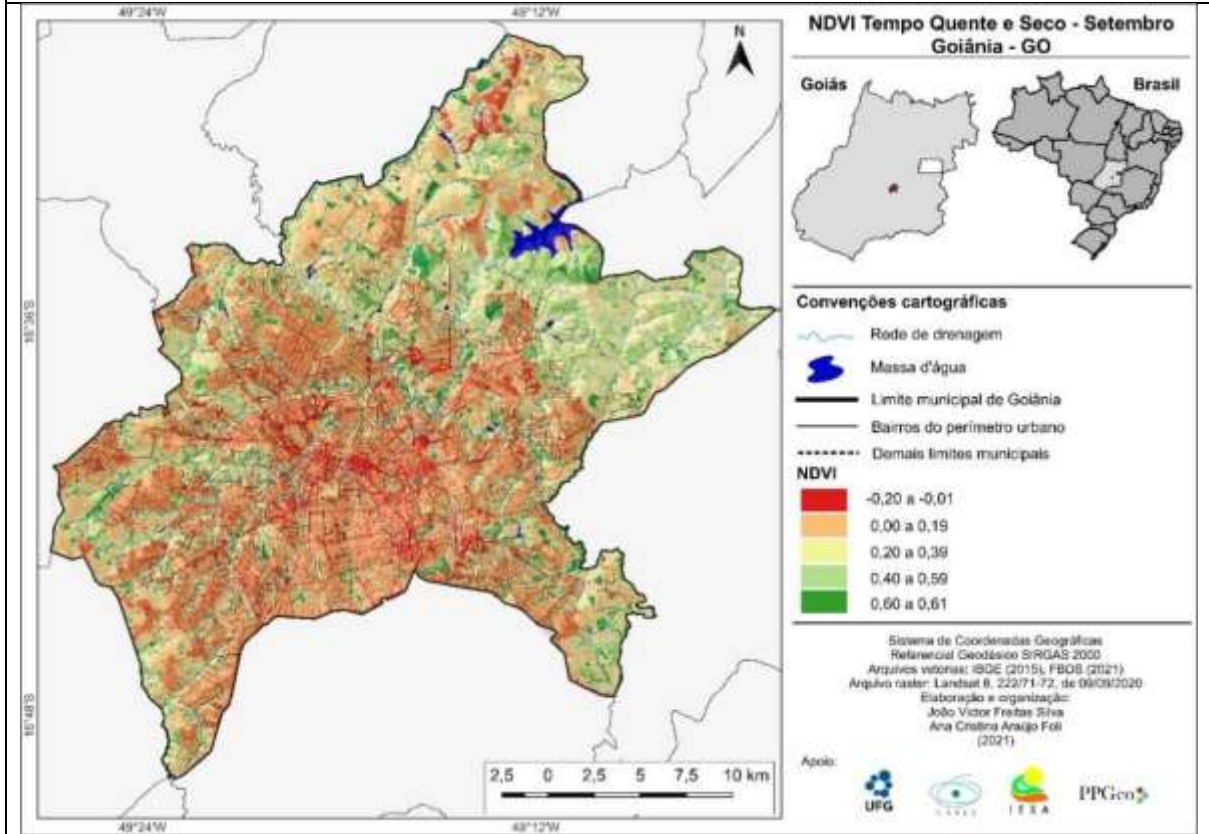 49°24'W 49°12'W
N
NDVI Tempo Quente e Seco - Setembro
Goiânia - GO
Goiás Brasil
16°36'S
16°48'S
Convenções cartográficas
Rede de drenagem
Massa d'água
Limite municipal de Goiânia
Bairros do perímetro urbano
Demais limites municipais
NDVI
-0,20 a -0,01
0,00 a 0,19
0,20 a 0,39
0,40 a 0,59
0,60 a 0,61
Sistema de Coordenadas Geográficas
Referencial Geodésico SIRGAS 2000
Arquivos vetoriais: IBGE (2015), FBDS (2021)
Arquivo raster: Landsat 8, 222/71-72, de 09/09/2020
Elaboração e organização:
João Victor Freitas Silva
Ana Cristina Araújo Foli
(2021)
Apoio:
UFG
IESA
PPGeo
2,5 0 2,5 5 7,5 10 km
49°24'W 49°12'W